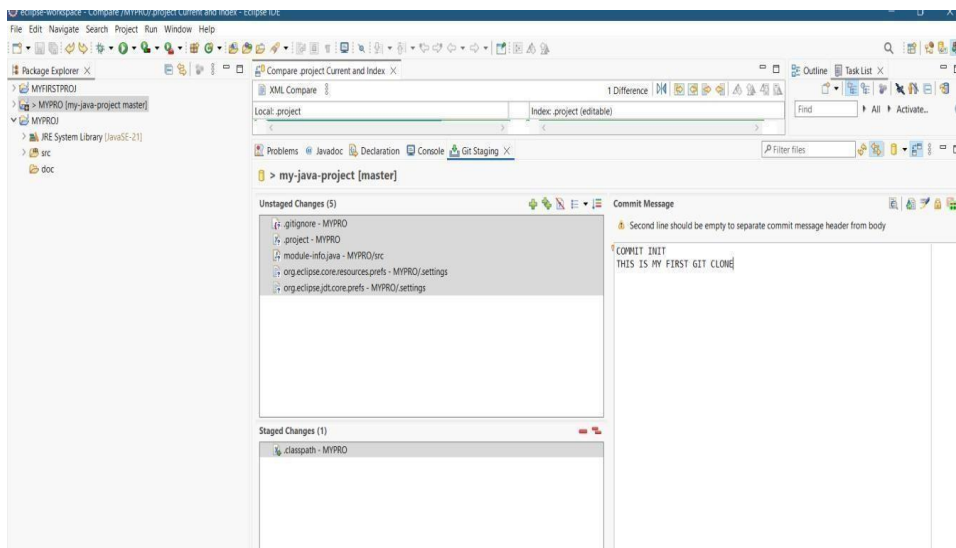 eclipse-workspace - Compare /MYPRO/.project Current and Index - Eclipse IDE
File Edit Navigate Search Project Run Window Help
Package Explorer
Compare .project Current and Index
Outline
Task List
MYFIRSTPROJ
> MYPRO [my-java-project master]
MYPROJ
JRE System Library [JavaSE-21]
src
doc
XML Compare
1 Difference
Local: .project
Index: .project (editable)
Find
All
Activate...
Problems
Javadoc
Declaration
Console
Git Staging
Filter files
> my-java-project [master]
Unstaged Changes (5)
.gitignore - MYPRO
.project - MYPRO
module-info.java - MYPRO/src
org.eclipse.core.resources.prefs - MYPRO/.settings
org.eclipse.jdt.core.prefs - MYPRO/.settings
Commit Message
Second line should be empty to separate commit message header from body
COMMIT INIT
THIS IS MY FIRST GIT CLONE
Staged Changes (1)
.classpath - MYPRO